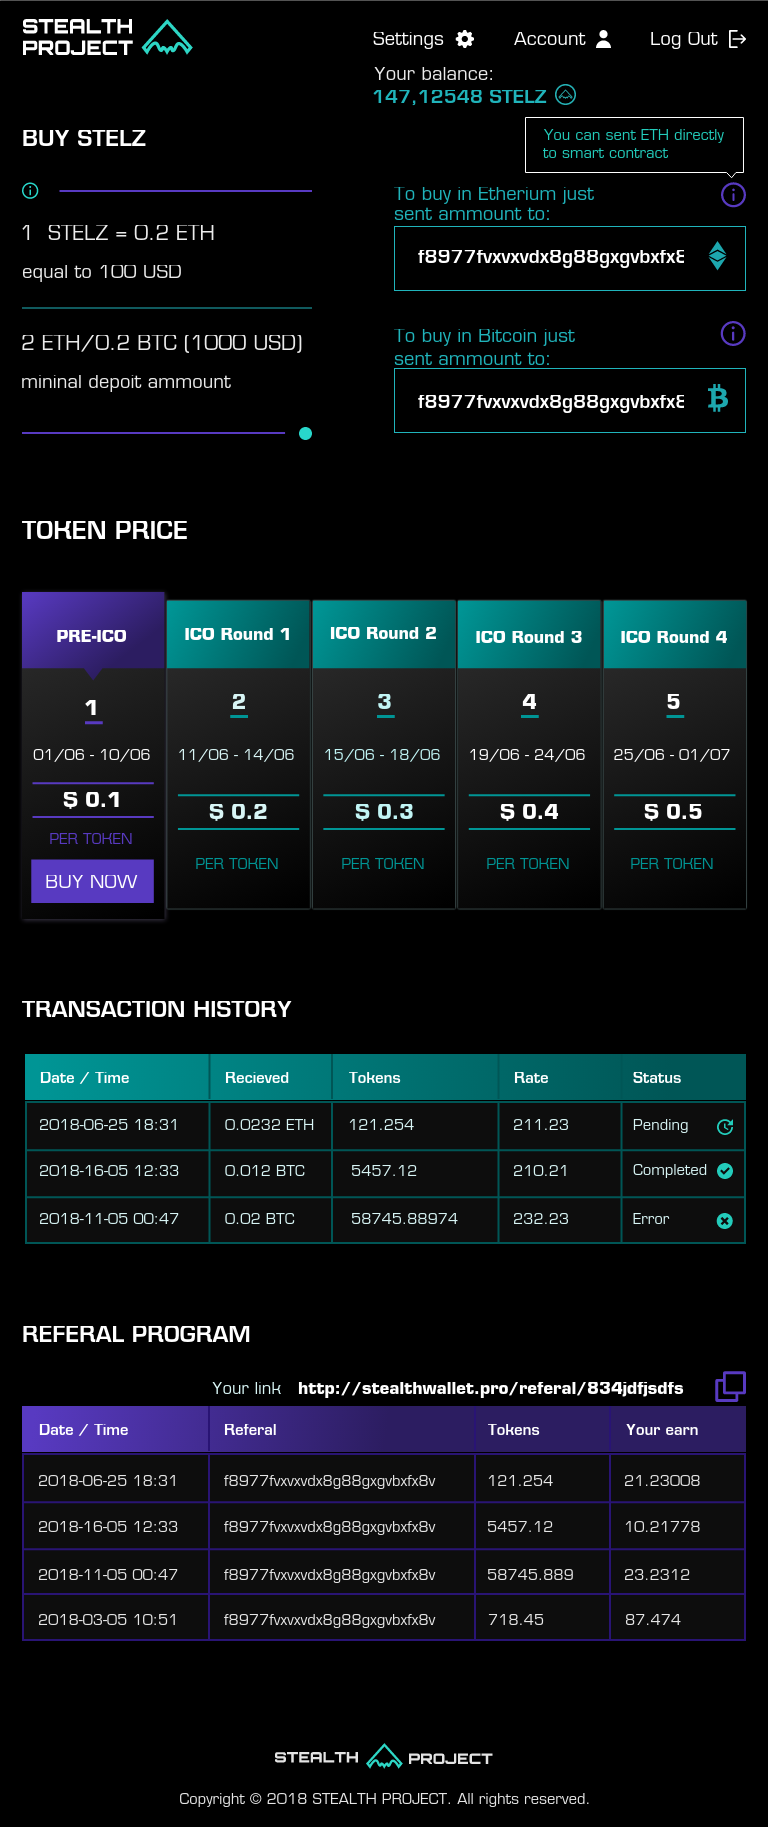 STEALTH
PROJECT
Settings
Account
Log Out
Your balance:
147,12548 STELZ
BUY STELZ
You can sent ETH directly
to smart contract
1 STELZ = 0.2 ETH
equal to 100 USD
2 ETH/0.2 BTC (1000 USD)
mininal depoit ammount
To buy in Etherium just
sent ammount to:
f8977fvxvxvdx8g88gxgvbxfx8
To buy in Bitcoin just
sent ammount to:
f8977fvxvxvdx8g88gxgvbxfx8
TOKEN PRICE
PRE-ICO
1
01/06 - 10/06
$ 0.1
PER TOKEN
BUY NOW
ICO Round 1
2
11/06 - 14/06
$ 0.2
PER TOKEN
ICO Round 2
3
15/06 - 18/06
$ 0.3
PER TOKEN
ICO Round 3
4
19/06 - 24/06
$ 0.4
PER TOKEN
ICO Round 4
5
25/06 - 01/07
$ 0.5
PER TOKEN
TRANSACTION HISTORY
Date / Time Recieved Tokens Rate Status
2018-06-25 18:31 0.0232 ETH 121.254 211.23 Pending
2018-16-05 12:33 0.012 BTC 5457.12 210.21 Completed
2018-11-05 00:47 0.02 BTC 58745.88974 232.23 Error
REFERAL PROGRAM
Your link http://stealthwallet.pro/referal/834jdfjsdfs
Date / Time Referal Tokens Your earn
2018-06-25 18:31 f8977fvxvxvdx8g88gxgvbxfx8v 121.254 21.23008
2018-16-05 12:33 f8977fvxvxvdx8g88gxgvbxfx8v 5457.12 10.21778
2018-11-05 00:47 f8977fvxvxvdx8g88gxgvbxfx8v 58745.889 23.2312
2018-03-05 10:51 f8977fvxvxvdx8g88gxgvbxfx8v 718.45 87.474
STEALTH PROJECT
Copyright © 2018 STEALTH PROJECT. All rights reserved.